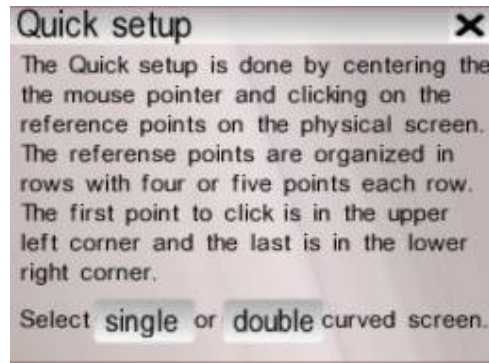 Quick setup
The Quick setup is done by centering the
the mouse pointer and clicking on the
reference points on the physical screen.
The referense points are organized in
rows with four or five points each row.
The first point to click is in the upper
left corner and the last is in the lower
right corner.
Select single or double curved screen.